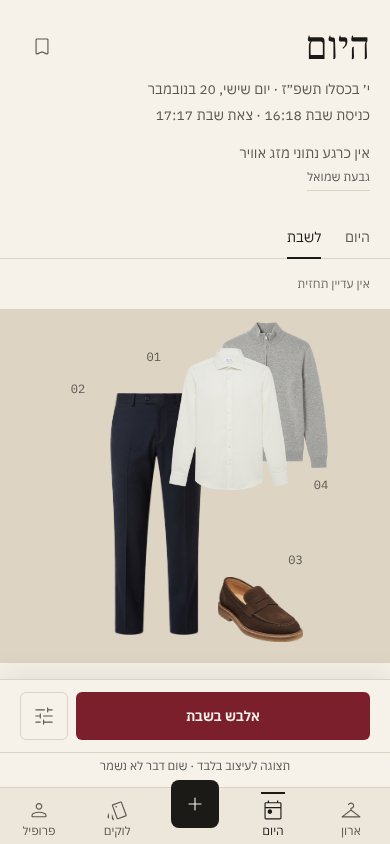 היום
י׳ בכסלו תשפ״ז · יום שישי, 20 בנובמבר
כניסת שבת 16:18 · צאת שבת 17:17
אין כרגע נתוני מזג אוויר
גבעת שמואל
היום
לשבת
אין עדיין תחזית
01
02
04
03
אלבש בשבת
תצוגה לעיצוב בלבד · שום דבר לא נשמר
ארון
היום
לוקים
פרופיל